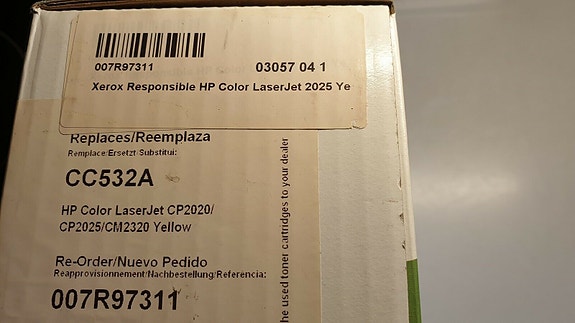 007R97311
03057 04 1
Xerox Responsible HP Color LaserJet 2025 Ye
Replaces/Reemplaza
Remplace/Ersetzt/Substitui:
CC532A
HP Color LaserJet CP2020/
CP2025/CM2320 Yellow
Re-Order/Nuevo Pedido
Reapprovisionnement/Nachbestellung/Referencia:
007R97311
he used toner cartridges to your dealer